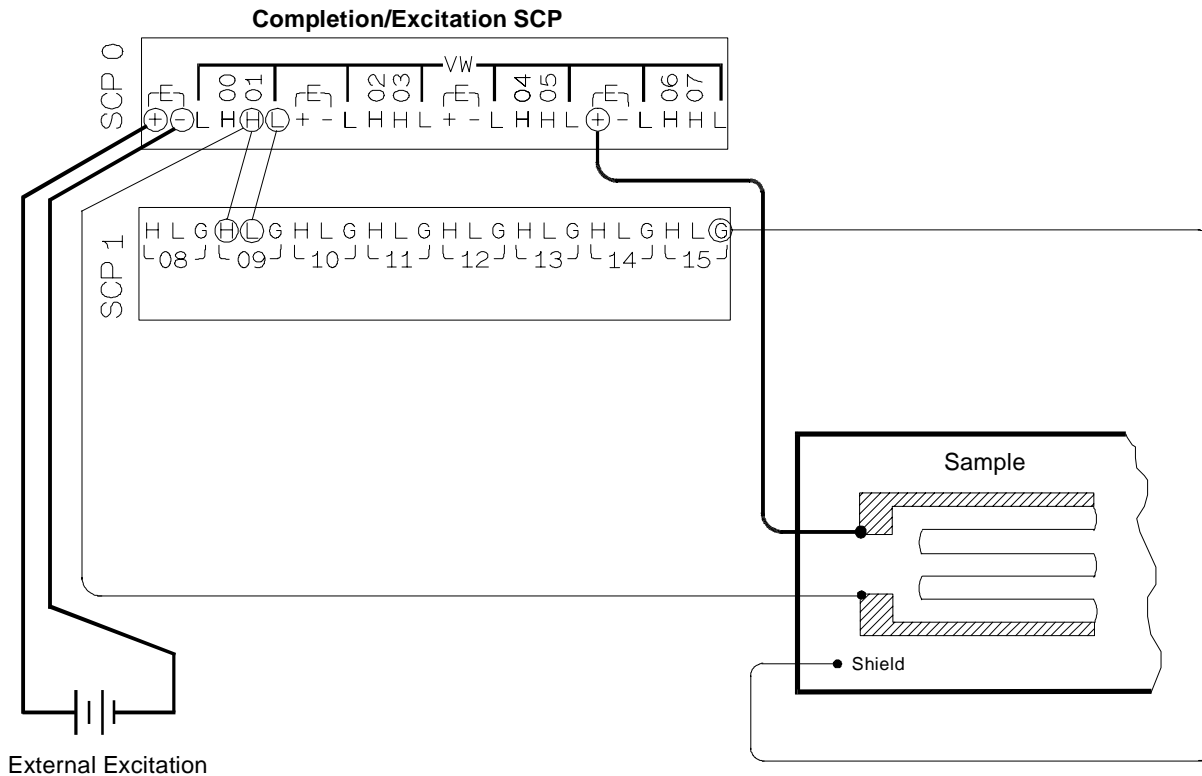 Completion/Excitation SCP
SCP 0
VW
E 00 01 E 02 03 E 04 05 E 06 07
+ - L H H L + - L H H L + - L H H L + - L H H L
SCP 1
H L G H L G H L G H L G H L G H L G H L G H L G
08 09 10 11 12 13 14 15
Sample
Shield
External Excitation